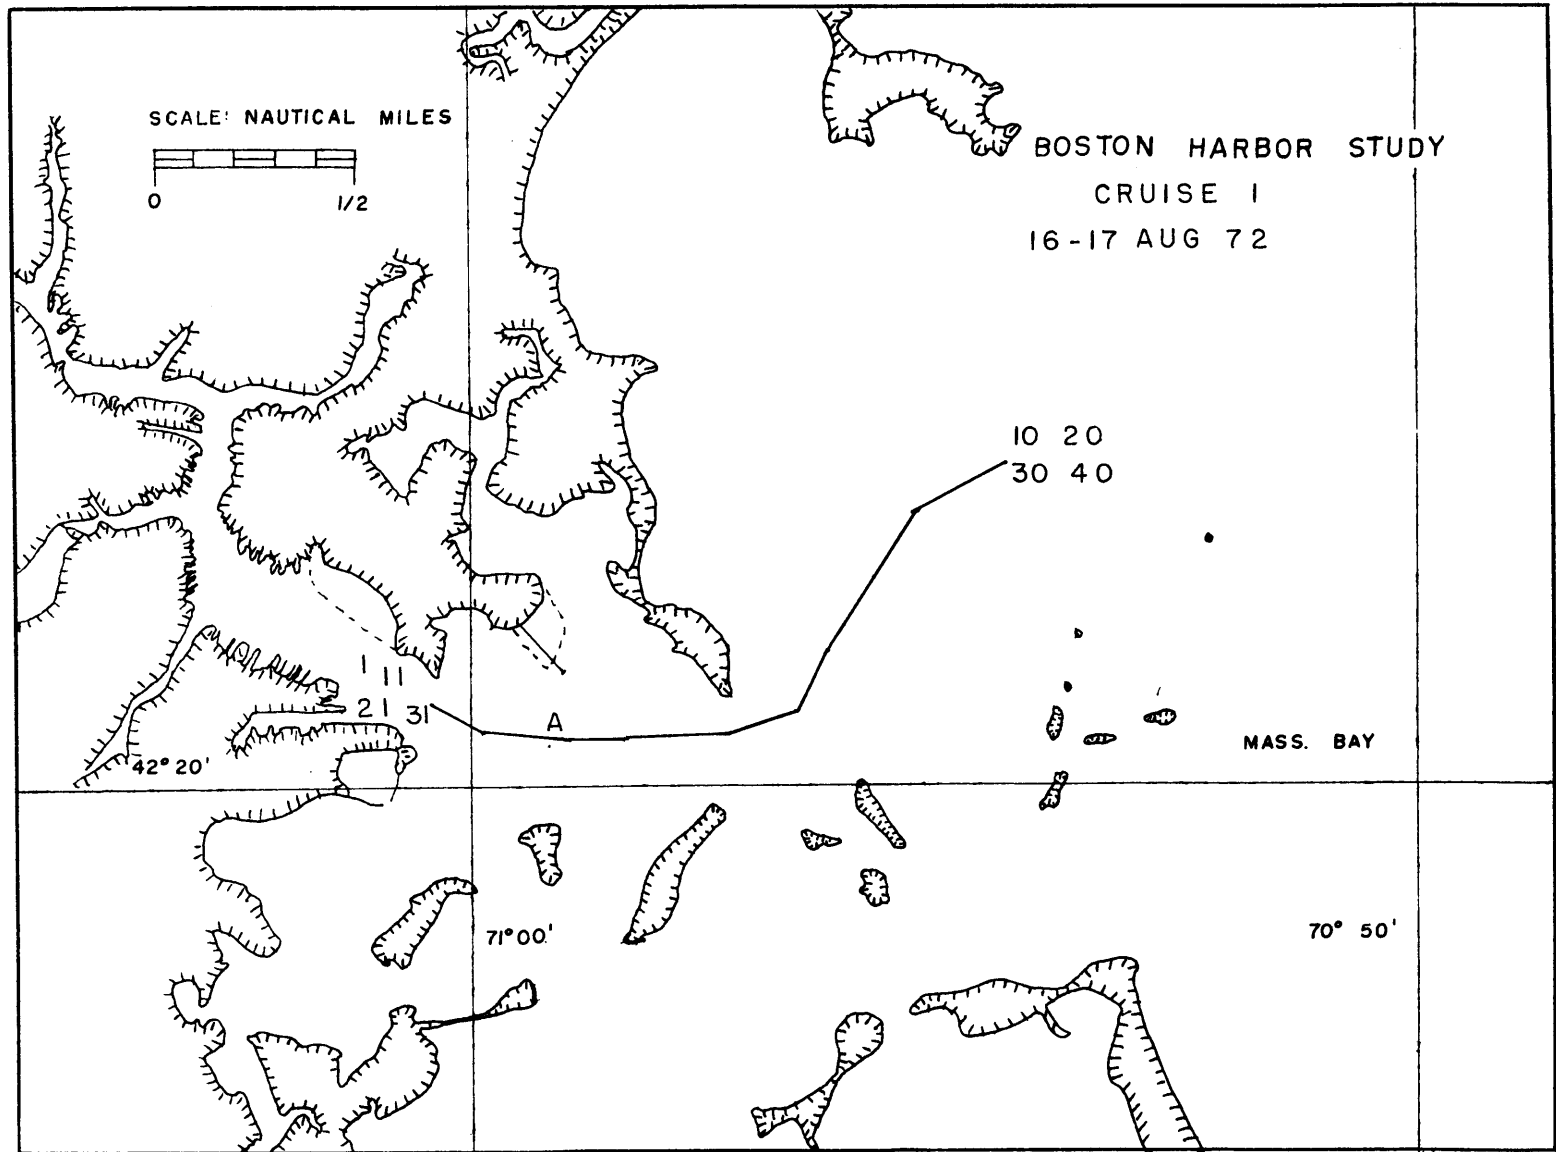 SCALE: NAUTICAL MILES
0 1/2
BOSTON HARBOR STUDY
CRUISE 1
16-17 AUG 72
10 20
30 40
1 11
21 31
A
42° 20'
MASS. BAY
71° 00'
70° 50'